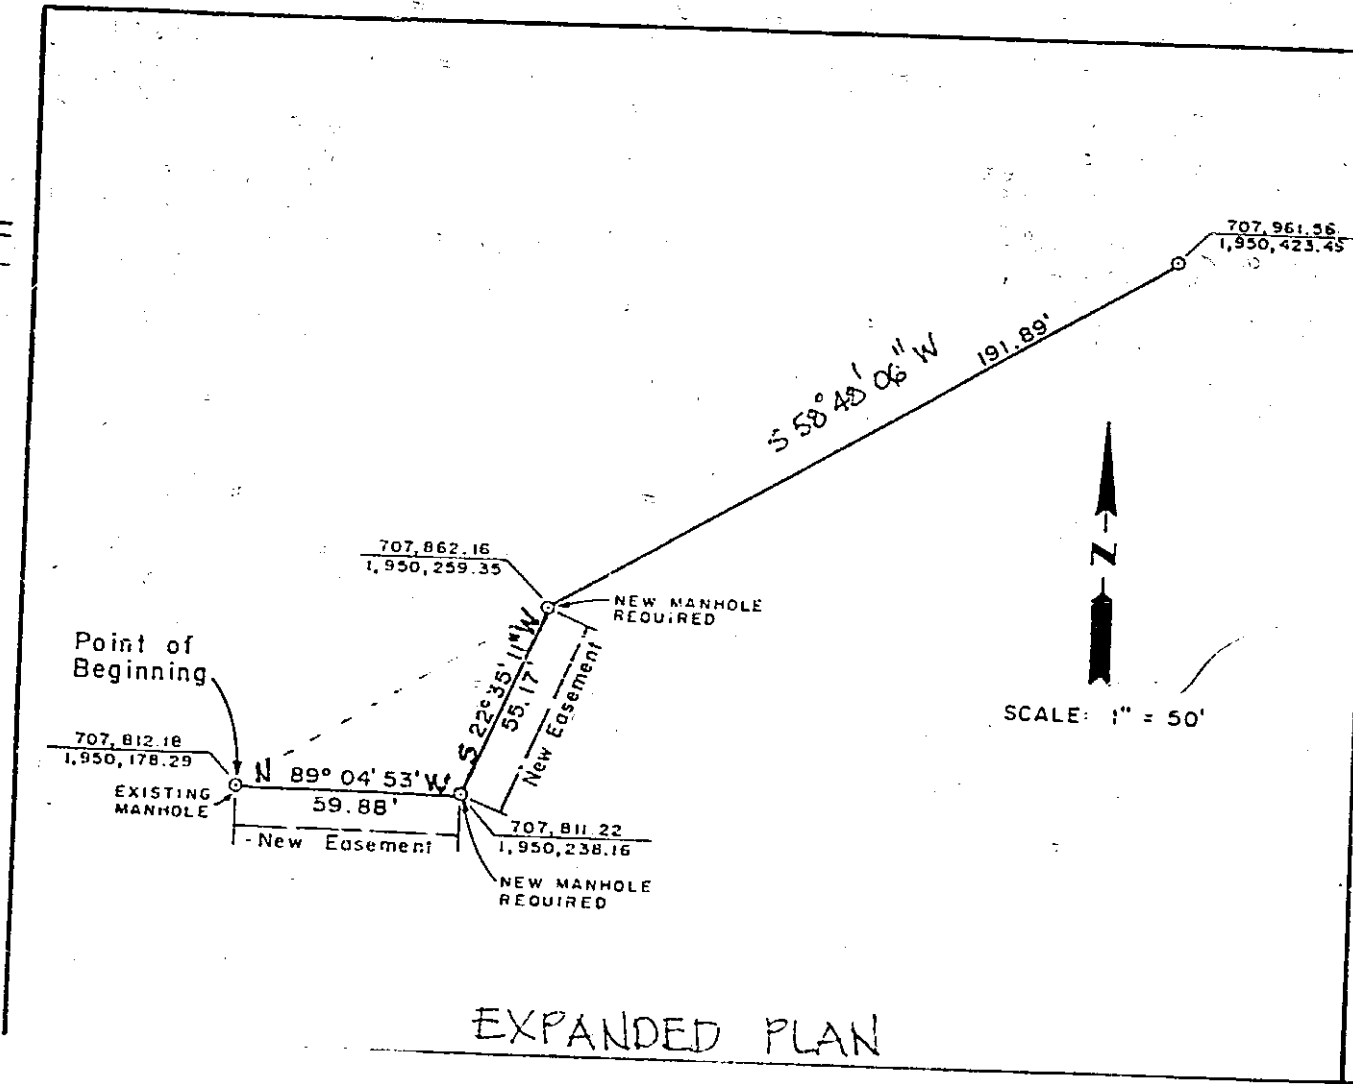 707,961.56
1,950,423.45
S 58° 48' 06" W
191.89'
707,862.16
1,950,259.35
NEW MANHOLE
REQUIRED
S 22° 35' 11" W
55.17'
New Easement
Point of
Beginning
707,812.18
1,950,178.29
EXISTING
MANHOLE
N 89° 04' 53' W
59.88'
New Easement
707,811.22
1,950,238.16
NEW MANHOLE
REQUIRED
N
SCALE: 1" = 50'
EXPANDED PLAN